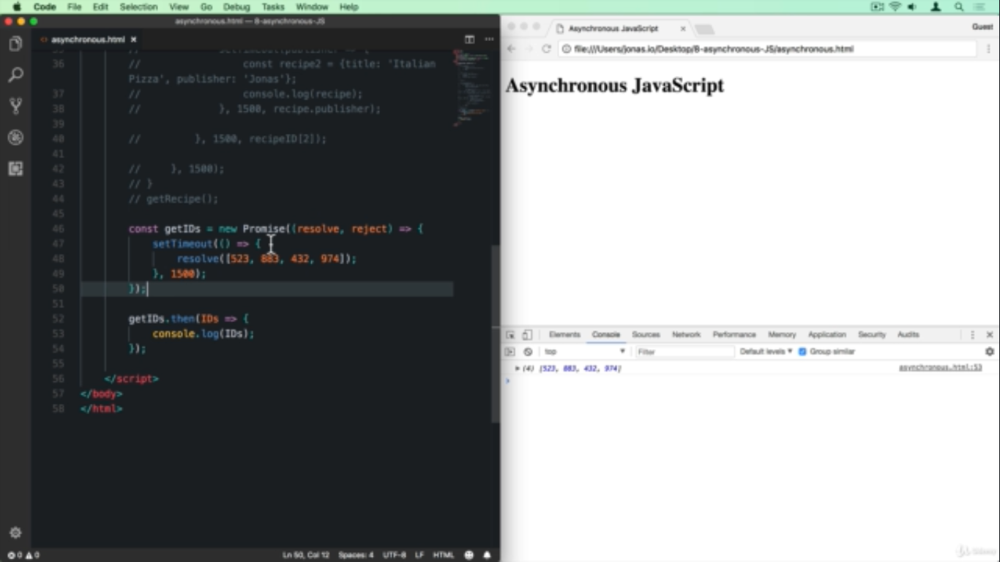 Code File Edit Selection View Go Debug Tasks Window Help
asynchronous.html — 8-asynchronous-JS
asynchronous.html ×
36 // const recipe2 = {title: 'Italian
Pizza', publisher: 'Jonas'};
37 // console.log(recipe);
38 // }, 1500, recipe.publisher);
39
40 // }, 1500, recipeID[2]);
41
42 // }, 1500);
43 // }
44 // getRecipe();
45
46 const getIDs = new Promise((resolve, reject) => {
47 setTimeout(() => {
48 resolve([523, 883, 432, 974]);
49 }, 1500);
50 });
51
52 getIDs.then(IDs => {
53 console.log(IDs);
54 });
55
56 </script>
57 </body>
58 </html>
0 0 Ln 50, Col 12 Spaces: 4 UTF-8 LF HTML
Asynchronous JavaScript × Guest
file:///Users/jonas.io/Desktop/8-asynchronous-JS/asynchronous.html
Asynchronous JavaScript
Elements Console Sources Network Performance Memory Application Security Audits
top Filter Default levels Group similar
(4) [523, 883, 432, 974] asynchronous.html:53
Udemy